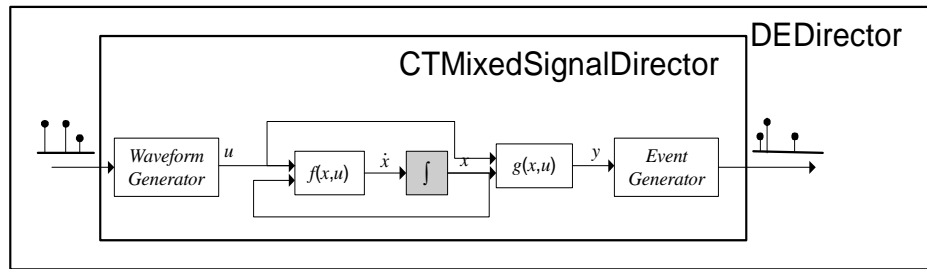 DEDirector
CTMixedSignalDirector
Waveform
Generator
u
f(x,u)
ẋ
∫
x
g(x,u)
y
Event
Generator